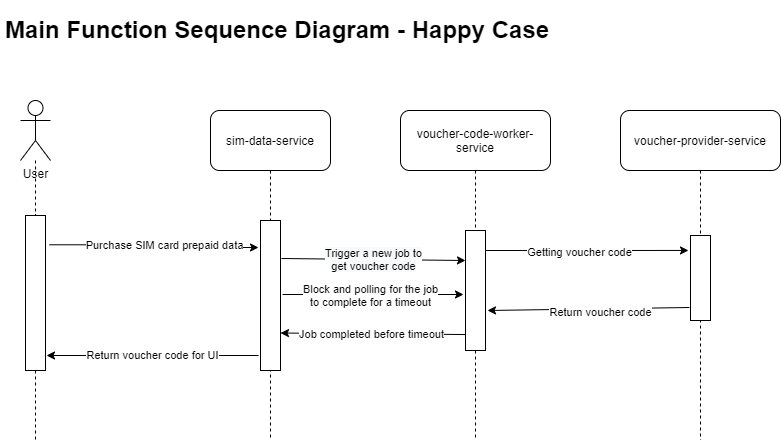 Main Function Sequence Diagram - Happy Case
sim-data-service
voucher-code-worker-
service
voucher-provider-service
User
Purchase SIM card prepaid data
Trigger a new job to
get voucher code
Getting voucher code
Block and polling for the job
to complete for a timeout
Return voucher code
Job completed before timeout
Return voucher code for UI